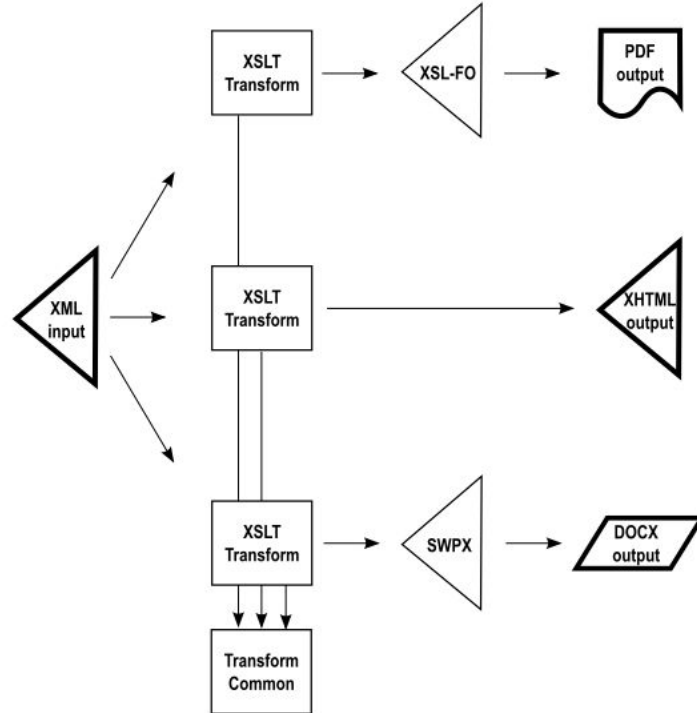 XSLT
Transform
XSL-FO
PDF
output
XML
input
XSLT
Transform
XHTML
output
XSLT
Transform
SWPX
DOCX
output
Transform
Common